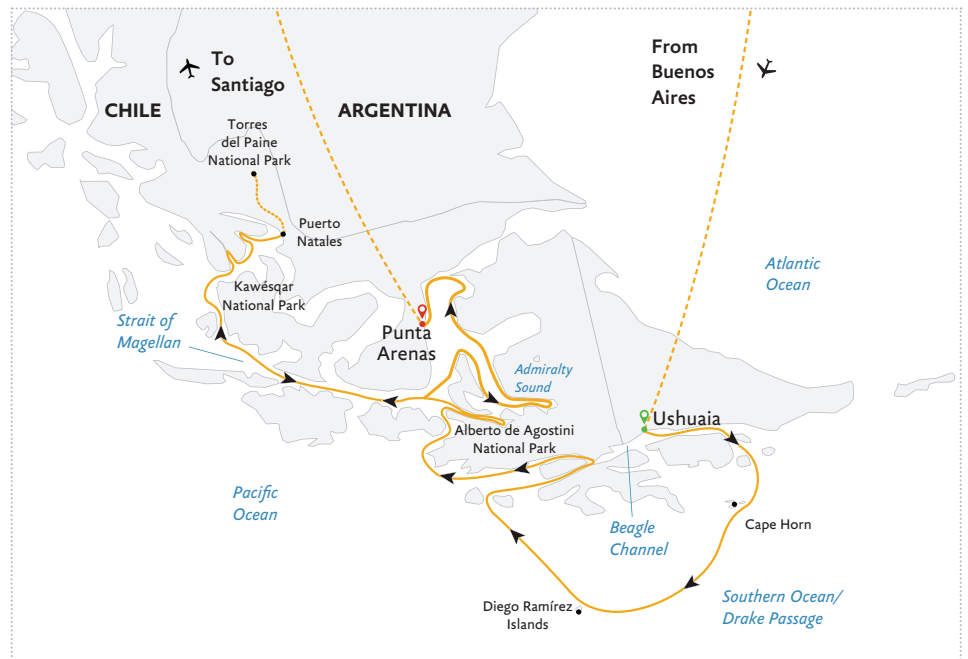 To
Santiago
From
Buenos
Aires
CHILE
ARGENTINA
Torres
del Paine
National Park
Puerto
Natales
Atlantic
Ocean
Kawésqar
National Park
Strait of
Magellan
Punta
Arenas
Admiralty
Sound
Ushuaia
Alberto de Agostini
National Park
Pacific
Ocean
Beagle
Channel
Cape Horn
Diego Ramírez
Islands
Southern Ocean/
Drake Passage